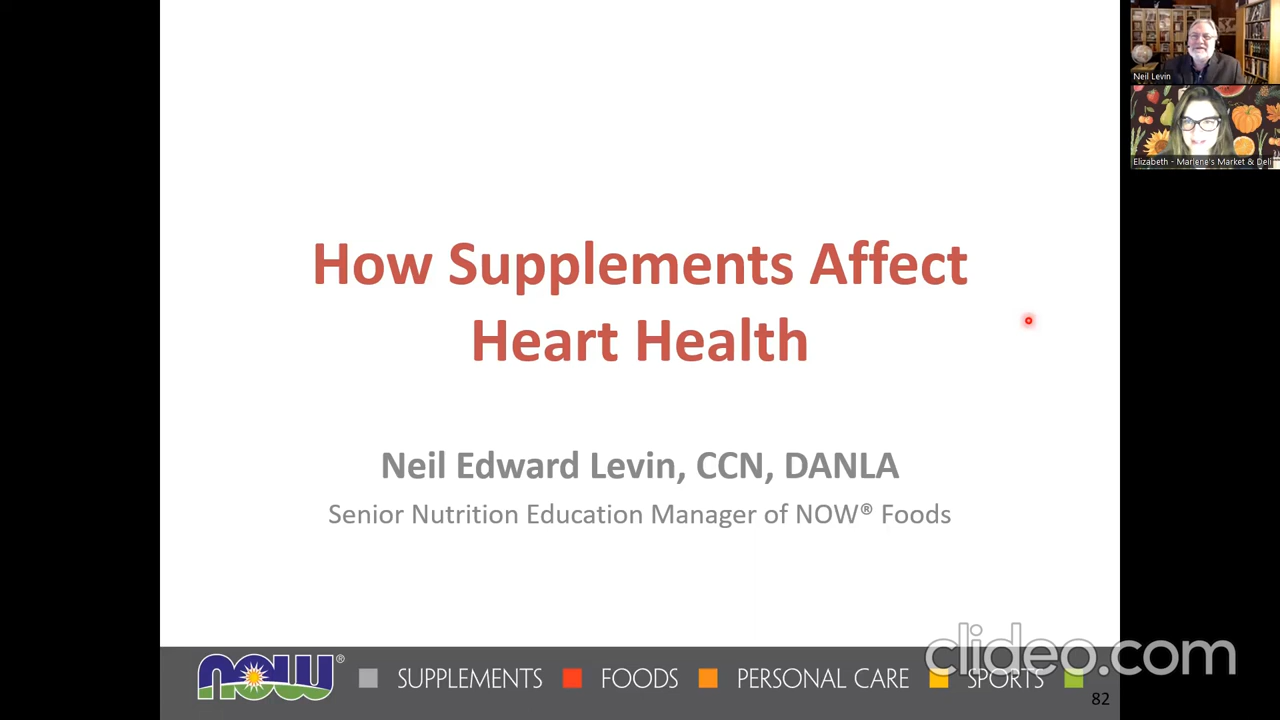 Neil Levin
Elizabeth - Marlene's Market & Deli
How Supplements Affect
Heart Health
Neil Edward Levin, CCN, DANLA
Senior Nutrition Education Manager of NOW® Foods
NOW® SUPPLEMENTS FOODS PERSONAL CARE SPORTS
clideo.com
82